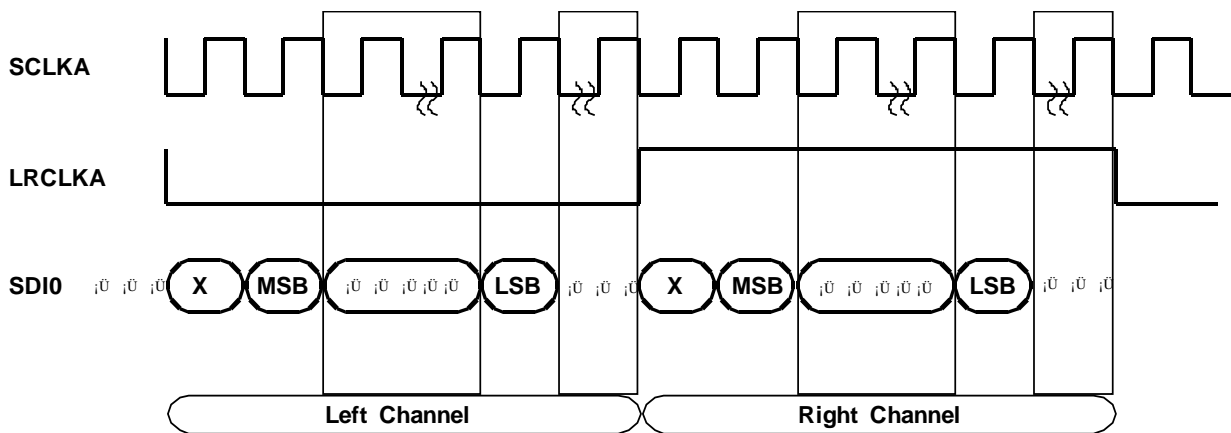 SCLKA
LRCLKA
SDI0 ¡Ü ¡Ü ¡Ü X MSB ¡Ü ¡Ü ¡Ü ¡Ü ¡Ü LSB ¡Ü ¡Ü ¡Ü X MSB ¡Ü ¡Ü ¡Ü ¡Ü ¡Ü LSB ¡Ü ¡Ü ¡Ü
Left Channel Right Channel